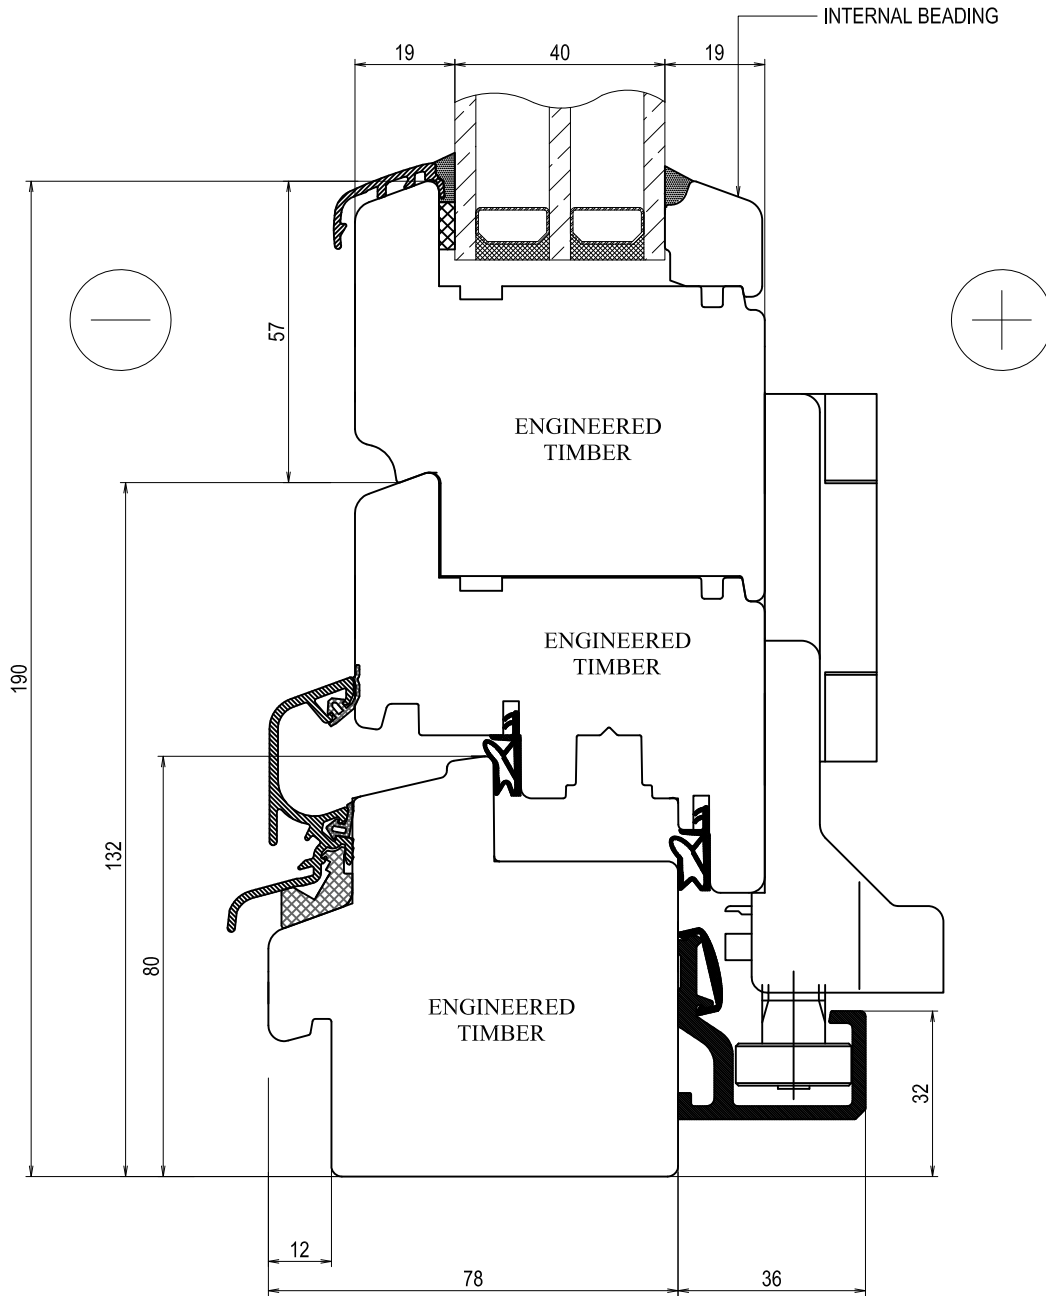 INTERNAL BEADING
19
40
19
57
ENGINEERED
TIMBER
190
ENGINEERED
TIMBER
132
80
ENGINEERED
TIMBER
32
12
78
36